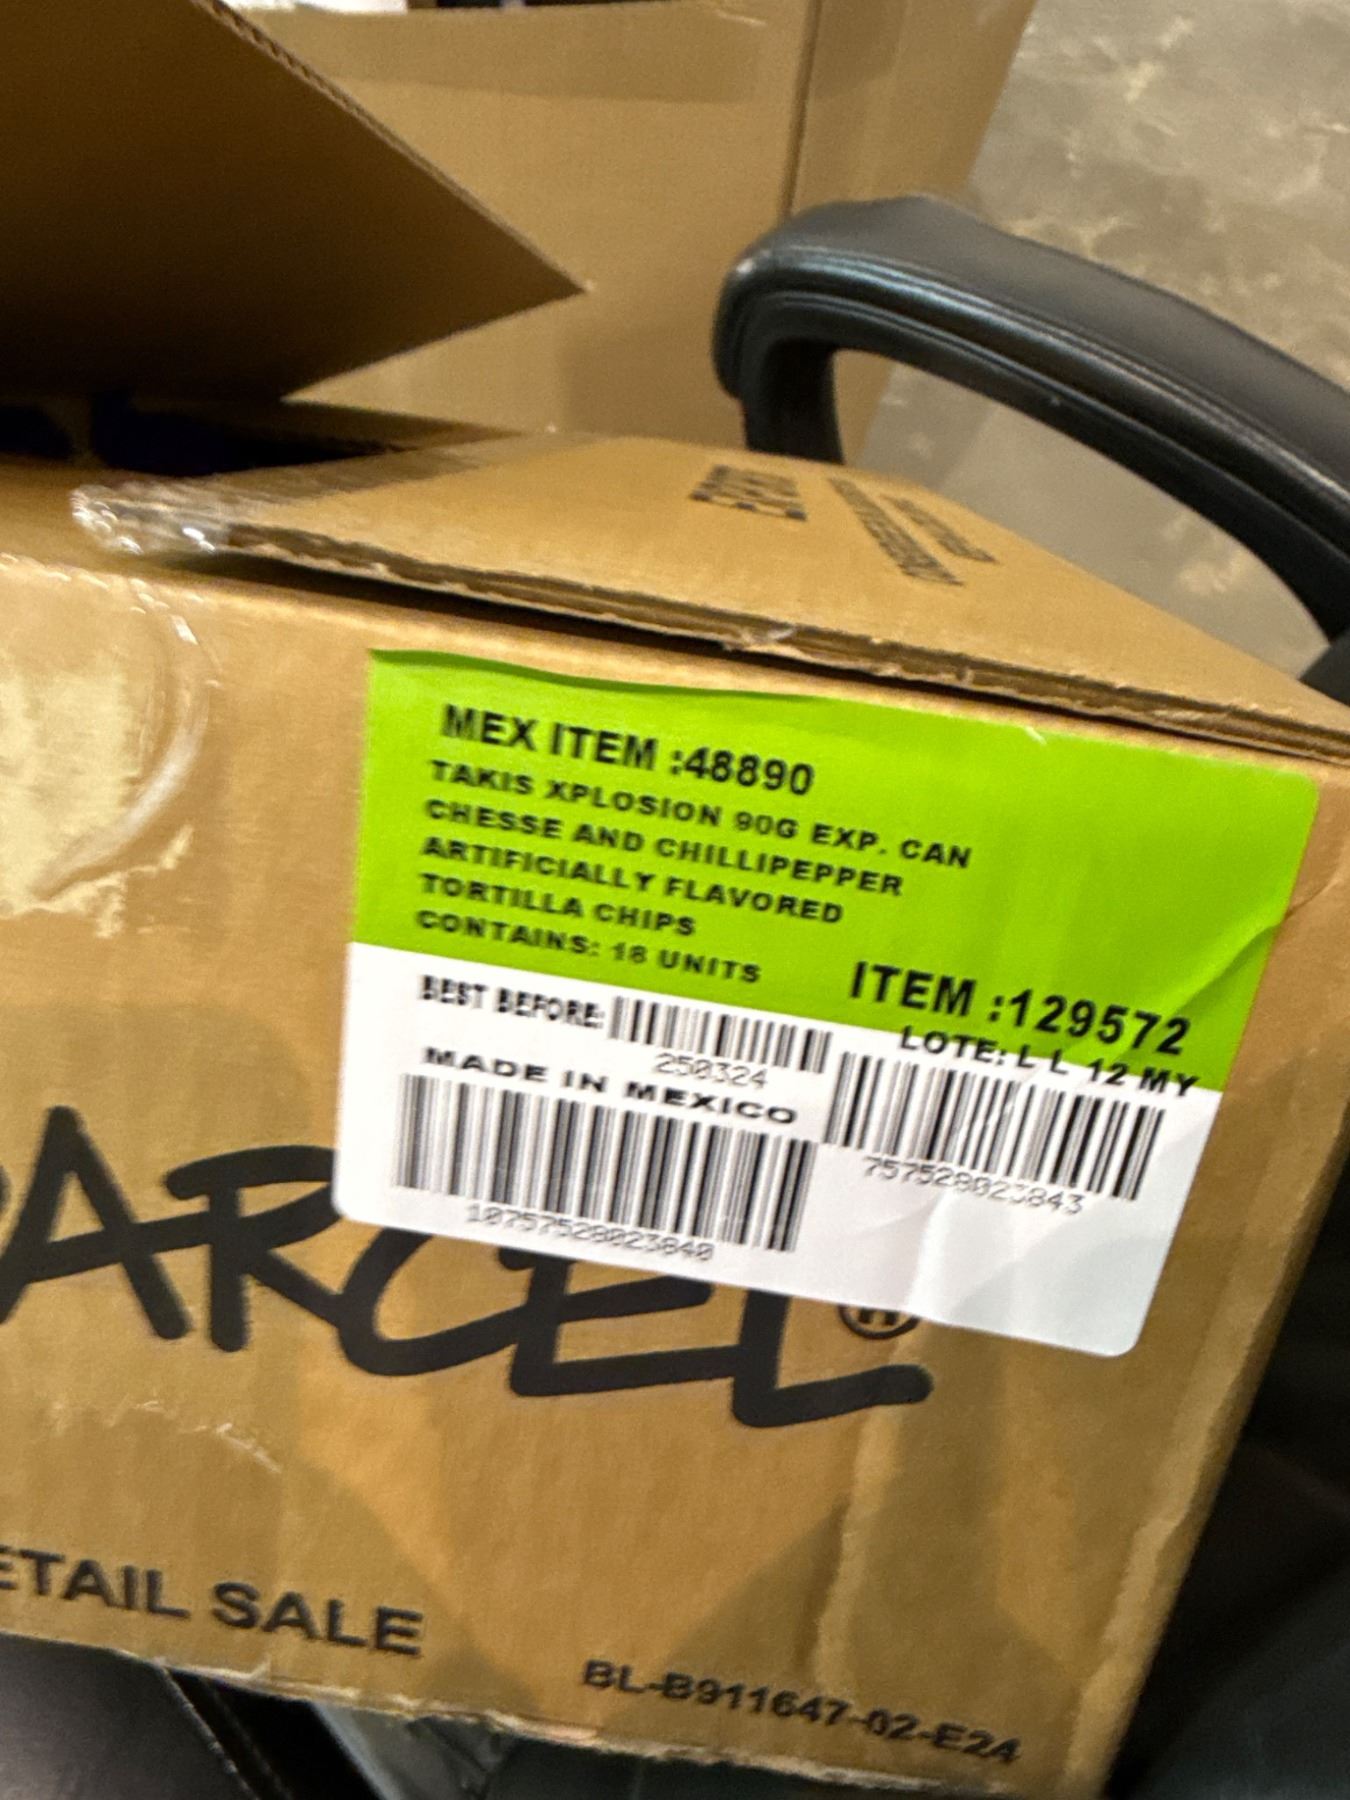 MEX ITEM :48890
TAKIS XPLOSION 90G EXP. CAN
CHESSE AND CHILLIPEPPER
ARTIFICIALLY FLAVORED
TORTILLA CHIPS
CONTAINS: 18 UNITS
ITEM :129572
BEST BEFORE:
250324
LOTE: L L 12 MY
MADE IN MEXICO
757528023843
10757528023840
ARCEL®
ETAIL SALE
BL-B911647-02-E24